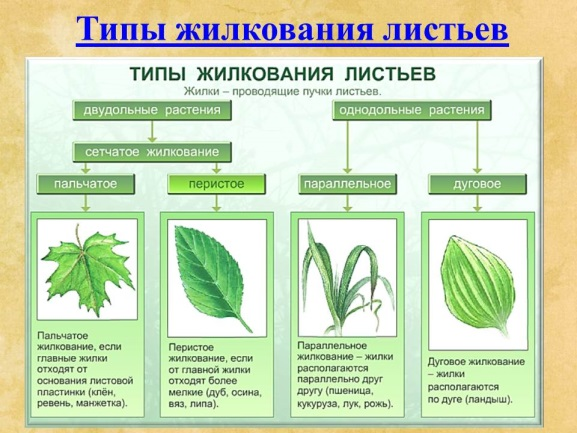 Типы жилкования листьев
ТИПЫ ЖИЛКОВАНИЯ ЛИСТЬЕВ
Жилки – проводящие пучки листьев.
двудольные растения
однодольные растения
сетчатое жилкование
пальчатое
перистое
параллельное
дуговое
Пальчатое
жилкование, если
главные жилки
отходят от
основания листовой
пластинки (клён,
ревень, манжетка).
Перистое
жилкование, если
от главной жилки
отходят более
мелкие (дуб, осина,
вяз, липа).
Параллельное
жилкование – жилки
располагаются
параллельно друг
другу (пшеница,
кукуруза, лук, рожь).
Дуговое жилкование
– жилки
располагаются
по дуге (ландыш).